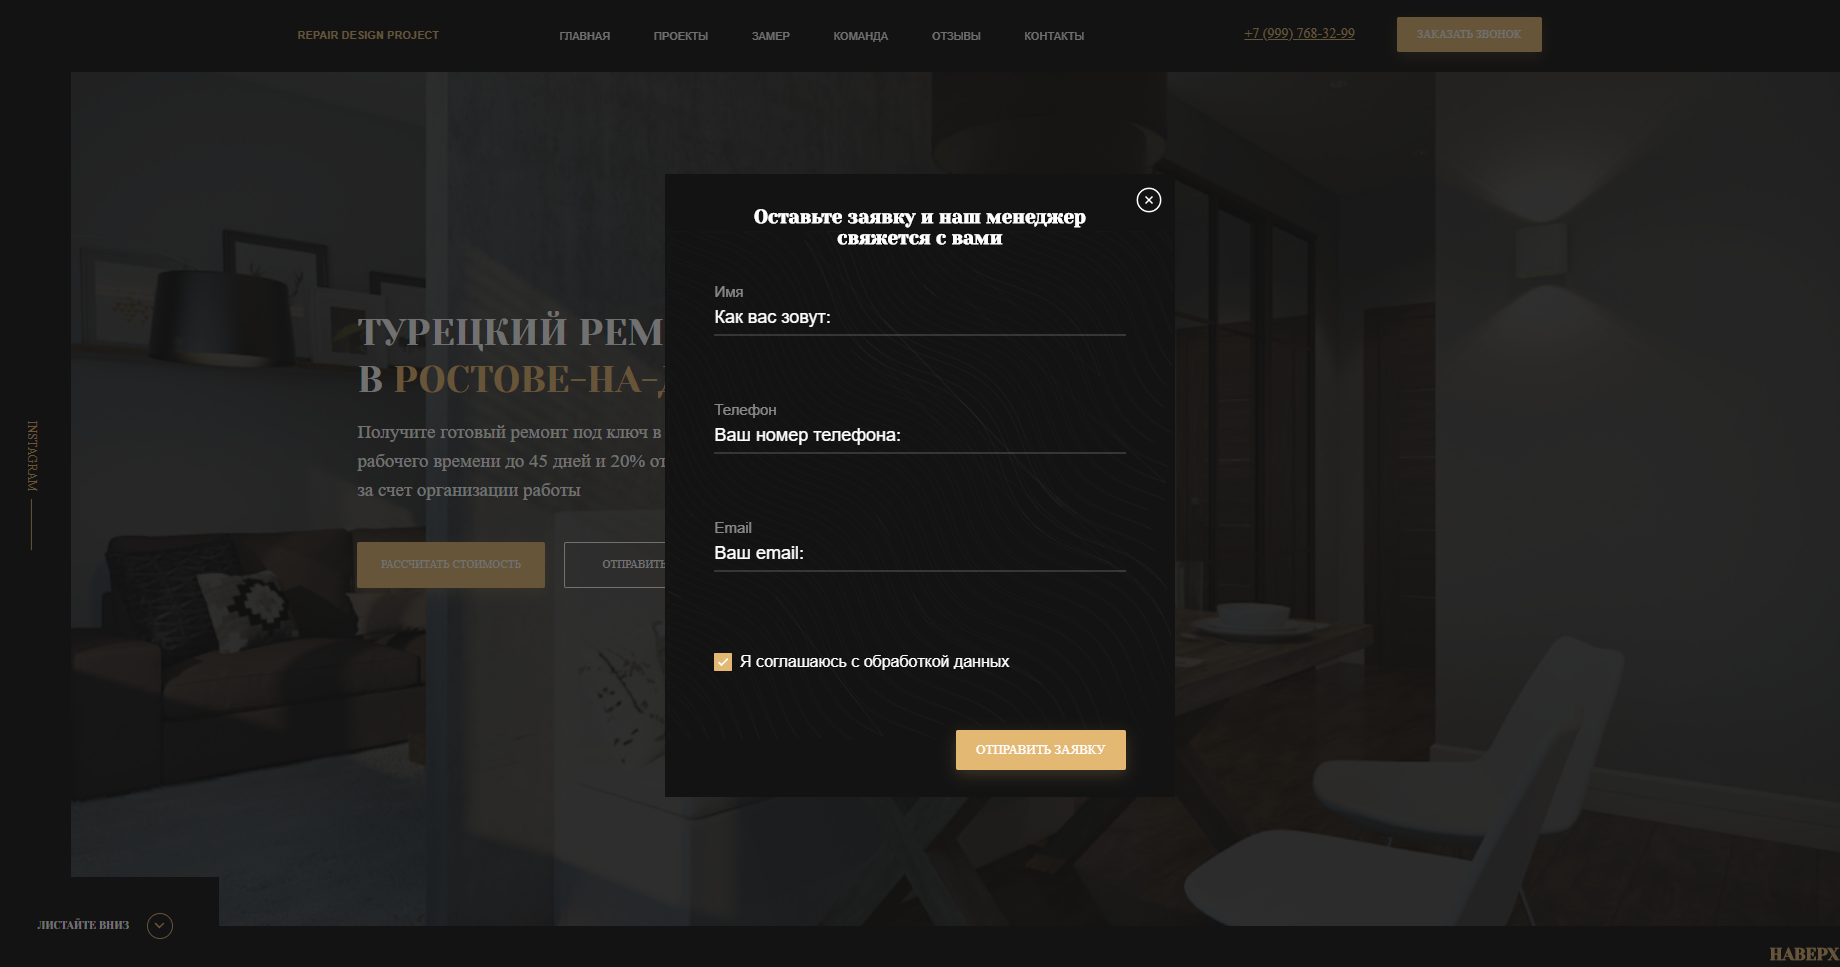 REPAIR DESIGN PROJECT
ГЛАВНАЯ
ПРОЕКТЫ
ЗАМЕР
КОМАНДА
ОТЗЫВЫ
КОНТАКТЫ
+7 (999) 768-32-99
ЗАКАЗАТЬ ЗВОНОК
INSTAGRAM
ТУРЕЦКИЙ РЕМ
В РОСТОВЕ-НА-Д
Получите готовый ремонт под ключ в
рабочего времени до 45 дней и 20% от
за счет организации работы
РАССЧИТАТЬ СТОИМОСТЬ
ОТПРАВИТЬ
Оставьте заявку и наш менеджер
свяжется с вами
Имя
Как вас зовут:
Телефон
Ваш номер телефона:
Email
Ваш email:
Я соглашаюсь с обработкой данных
ОТПРАВИТЬ ЗАЯВКУ
ЛИСТАЙТЕ ВНИЗ
НАВЕРХ